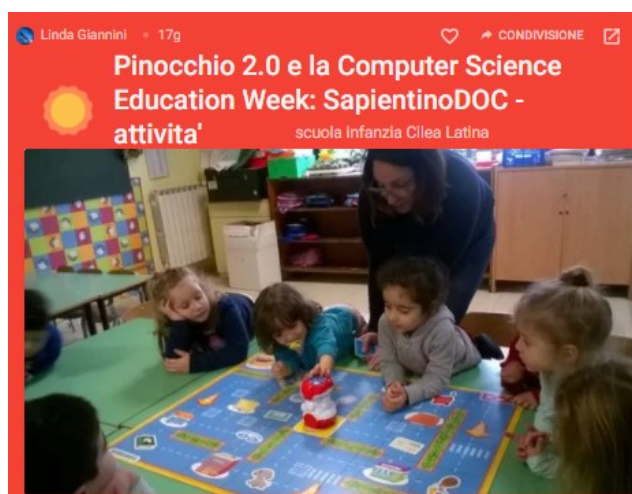 Linda Giannini • 17g
CONDIVISIONE
Pinocchio 2.0 e la Computer Science
Education Week: SapientinoDOC -
attivita'
scuola infanzia Cilea Latina